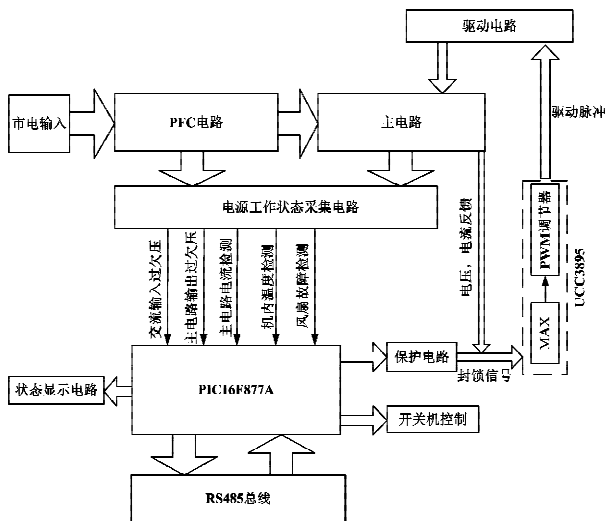 驱动电路
市电输入
PFC电路
主电路
驱动脉冲
电源工作状态采集电路
交流输入过欠压
主电路输出过欠压
主电路电流检测
机内温度检测
风扇故障检测
电压，电流反馈
PWM调节器
MAX
UCC3895
状态显示电路
PIC16F877A
保护电路
封锁信号
开关机控制
RS485总线